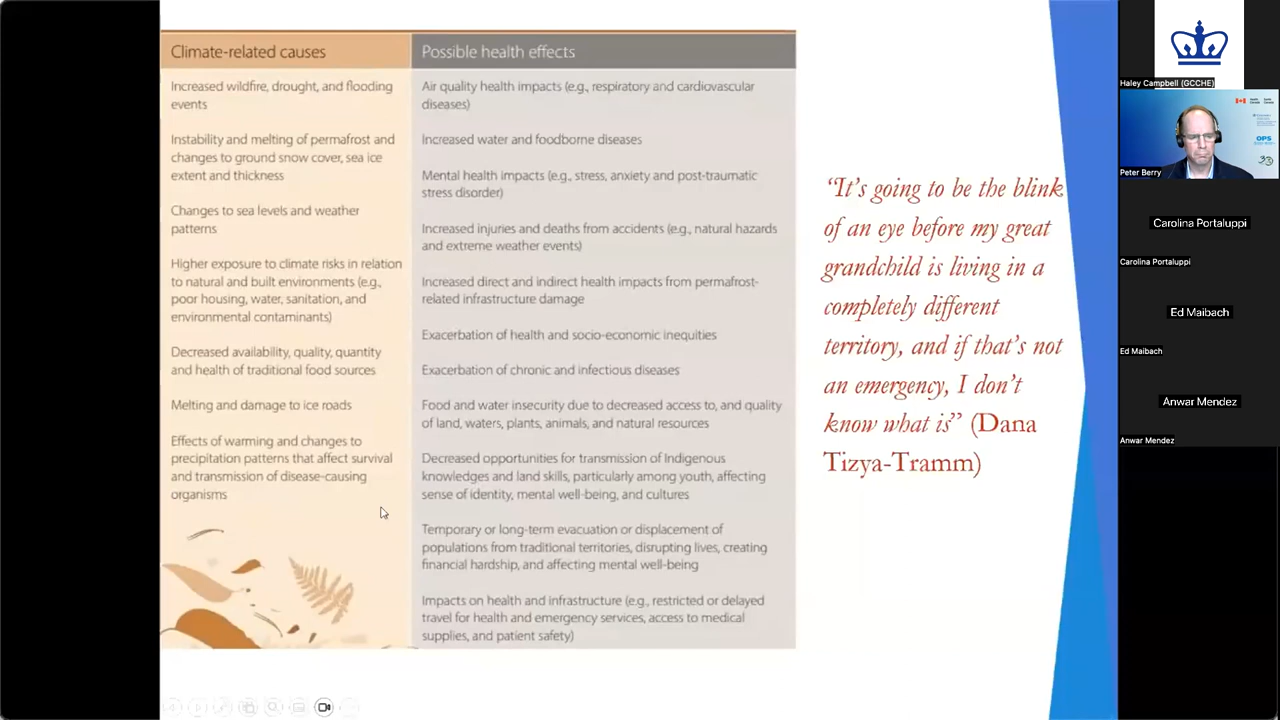 Climate-related causes
Increased wildfire, drought, and flooding
events
Instability and melting of permafrost and
changes to ground snow cover, sea ice
extent and thickness
Changes to sea levels and weather
patterns
Higher exposure to climate risks in relation
to natural and built environments (e.g.,
poor housing, water, sanitation, and
environmental contaminants)
Decreased availability, quality, quantity
and health of traditional food sources
Melting and damage to ice roads
Effects of warming and changes to
precipitation patterns that affect survival
and transmission of disease-causing
organisms
Possible health effects
Air quality health impacts (e.g., respiratory and cardiovascular
diseases)
Increased water and foodborne diseases
Mental health impacts (e.g., stress, anxiety and post-traumatic
stress disorder)
Increased injuries and deaths from accidents (e.g., natural hazards
and extreme weather events)
Increased direct and indirect health impacts from permafrost-
related infrastructure damage
Exacerbation of health and socio-economic inequities
Exacerbation of chronic and infectious diseases
Food and water insecurity due to decreased access to, and quality
of land, waters, plants, animals, and natural resources
Decreased opportunities for transmission of Indigenous
knowledges and land skills, particularly among youth, affecting
sense of identity, mental well-being, and cultures
Temporary or long-term evacuation or displacement of
populations from traditional territories, disrupting lives, creating
financial hardship, and affecting mental well-being
Impacts on health and infrastructure (e.g., restricted or delayed
travel for health and emergency services, access to medical
supplies, and patient safety)
“It’s going to be the blink
of an eye before my great
grandchild is living in a
completely different
territory, and if that’s not
an emergency, I don’t
know what is” (Dana
Tizya-Tramm)
Haley Campbell (GCCHE)
OPS
Peter Berry
Carolina Portaluppi
Carolina Portaluppi
Ed Maibach
Ed Maibach
Anwar Mendez
Anwar Mendez